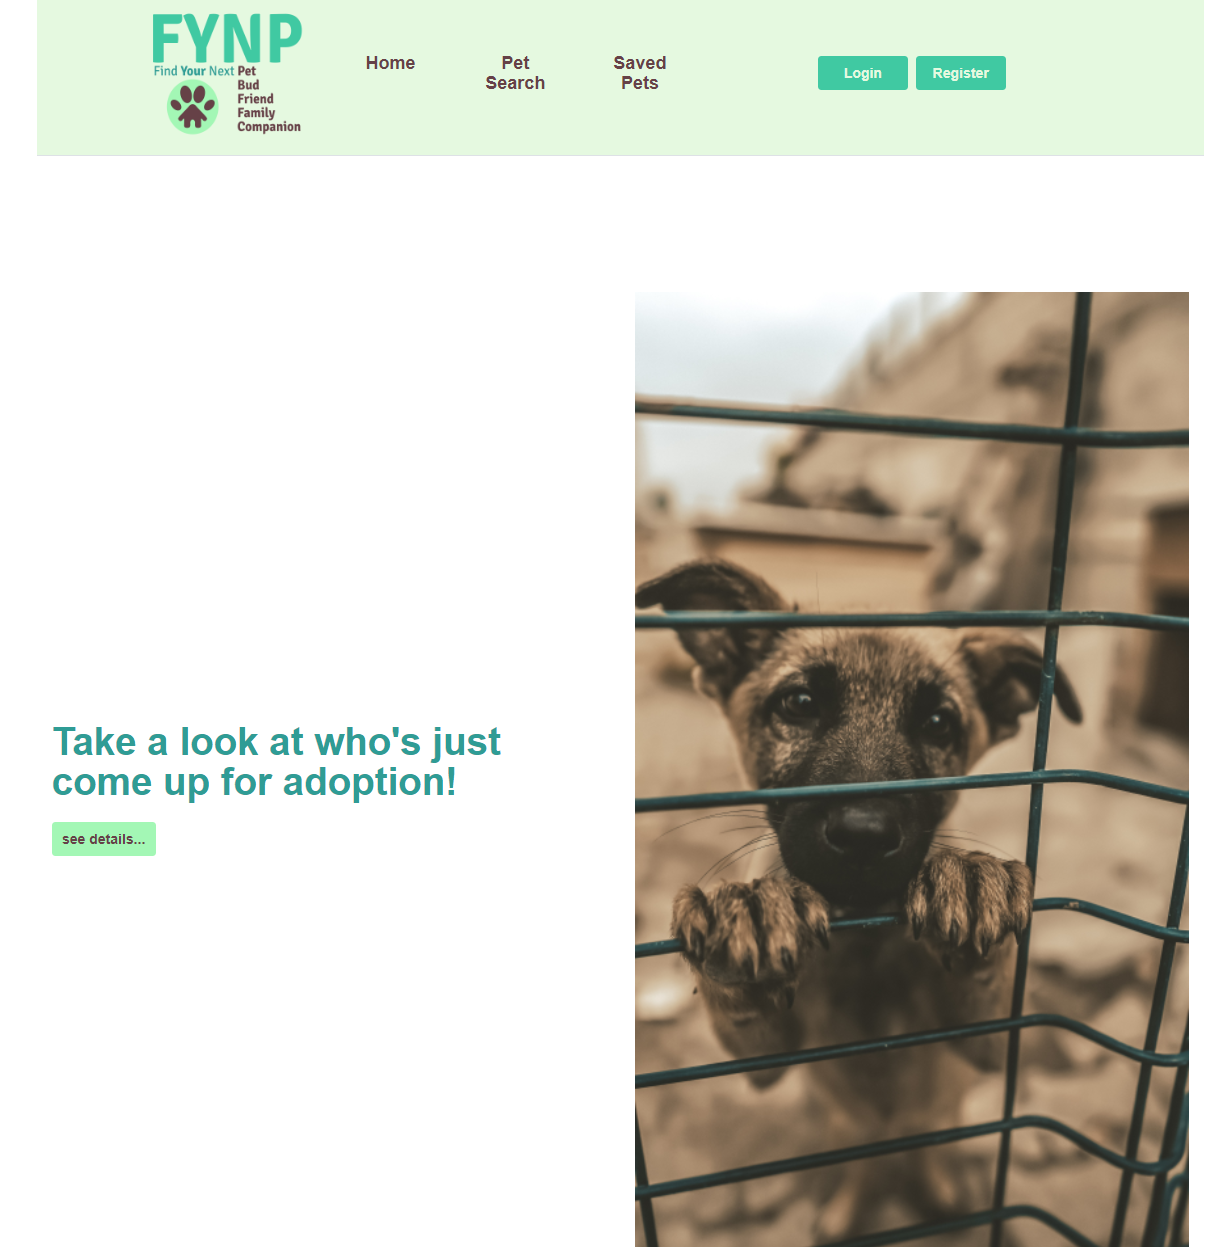 FYNP
Find Your Next Pet
Bud
Friend
Family
Companion
Home
Pet
Search
Saved
Pets
Login
Register
Take a look at who's just
come up for adoption!
see details...